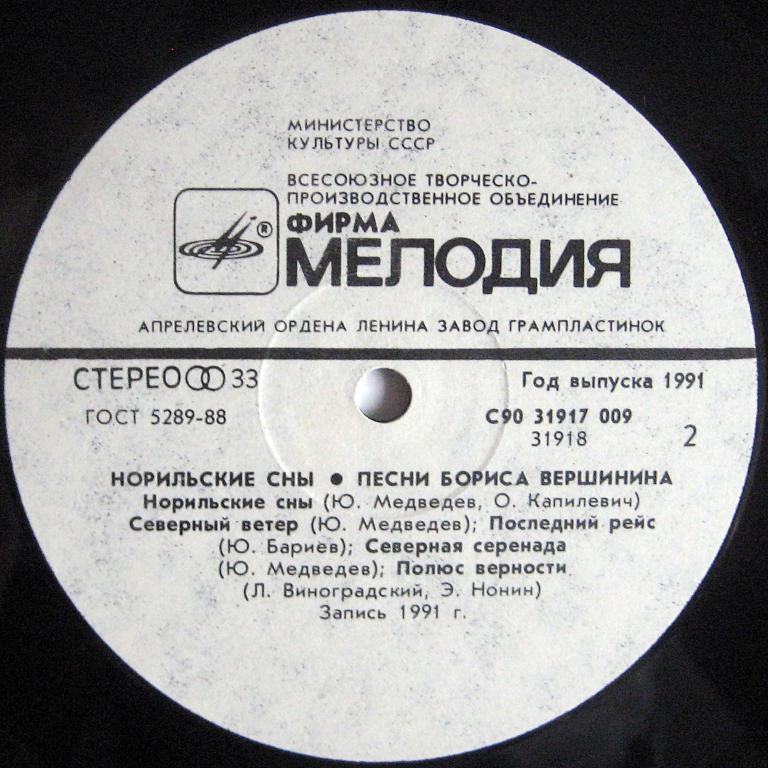 МИНИСТЕРСТВО
КУЛЬТУРЫ СССР
ВСЕСОЮЗНОЕ ТВОРЧЕСКО-
ПРОИЗВОДСТВЕННОЕ ОБЪЕДИНЕНИЕ
ФИРМА
®
МЕЛОДИЯ
АПРЕЛЕВСКИЙ ОРДЕНА ЛЕНИНА ЗАВОД ГРАМПЛАСТИНОК
СТЕРЕО 33 Год выпуска 1991
ГОСТ 5289-88 С90 31917 009
31918 2
НОРИЛЬСКИЕ СНЫ ● ПЕСНИ БОРИСА ВЕРШИНИНА
Норильские сны (Ю. Медведев, О. Капилевич)
Северный ветер (Ю. Медведев); Последний рейс
(Ю. Бариев); Северная серенада
(Ю. Медведев); Полюс верности
(Л. Виноградский, Э. Нонин)
Запись 1991 г.